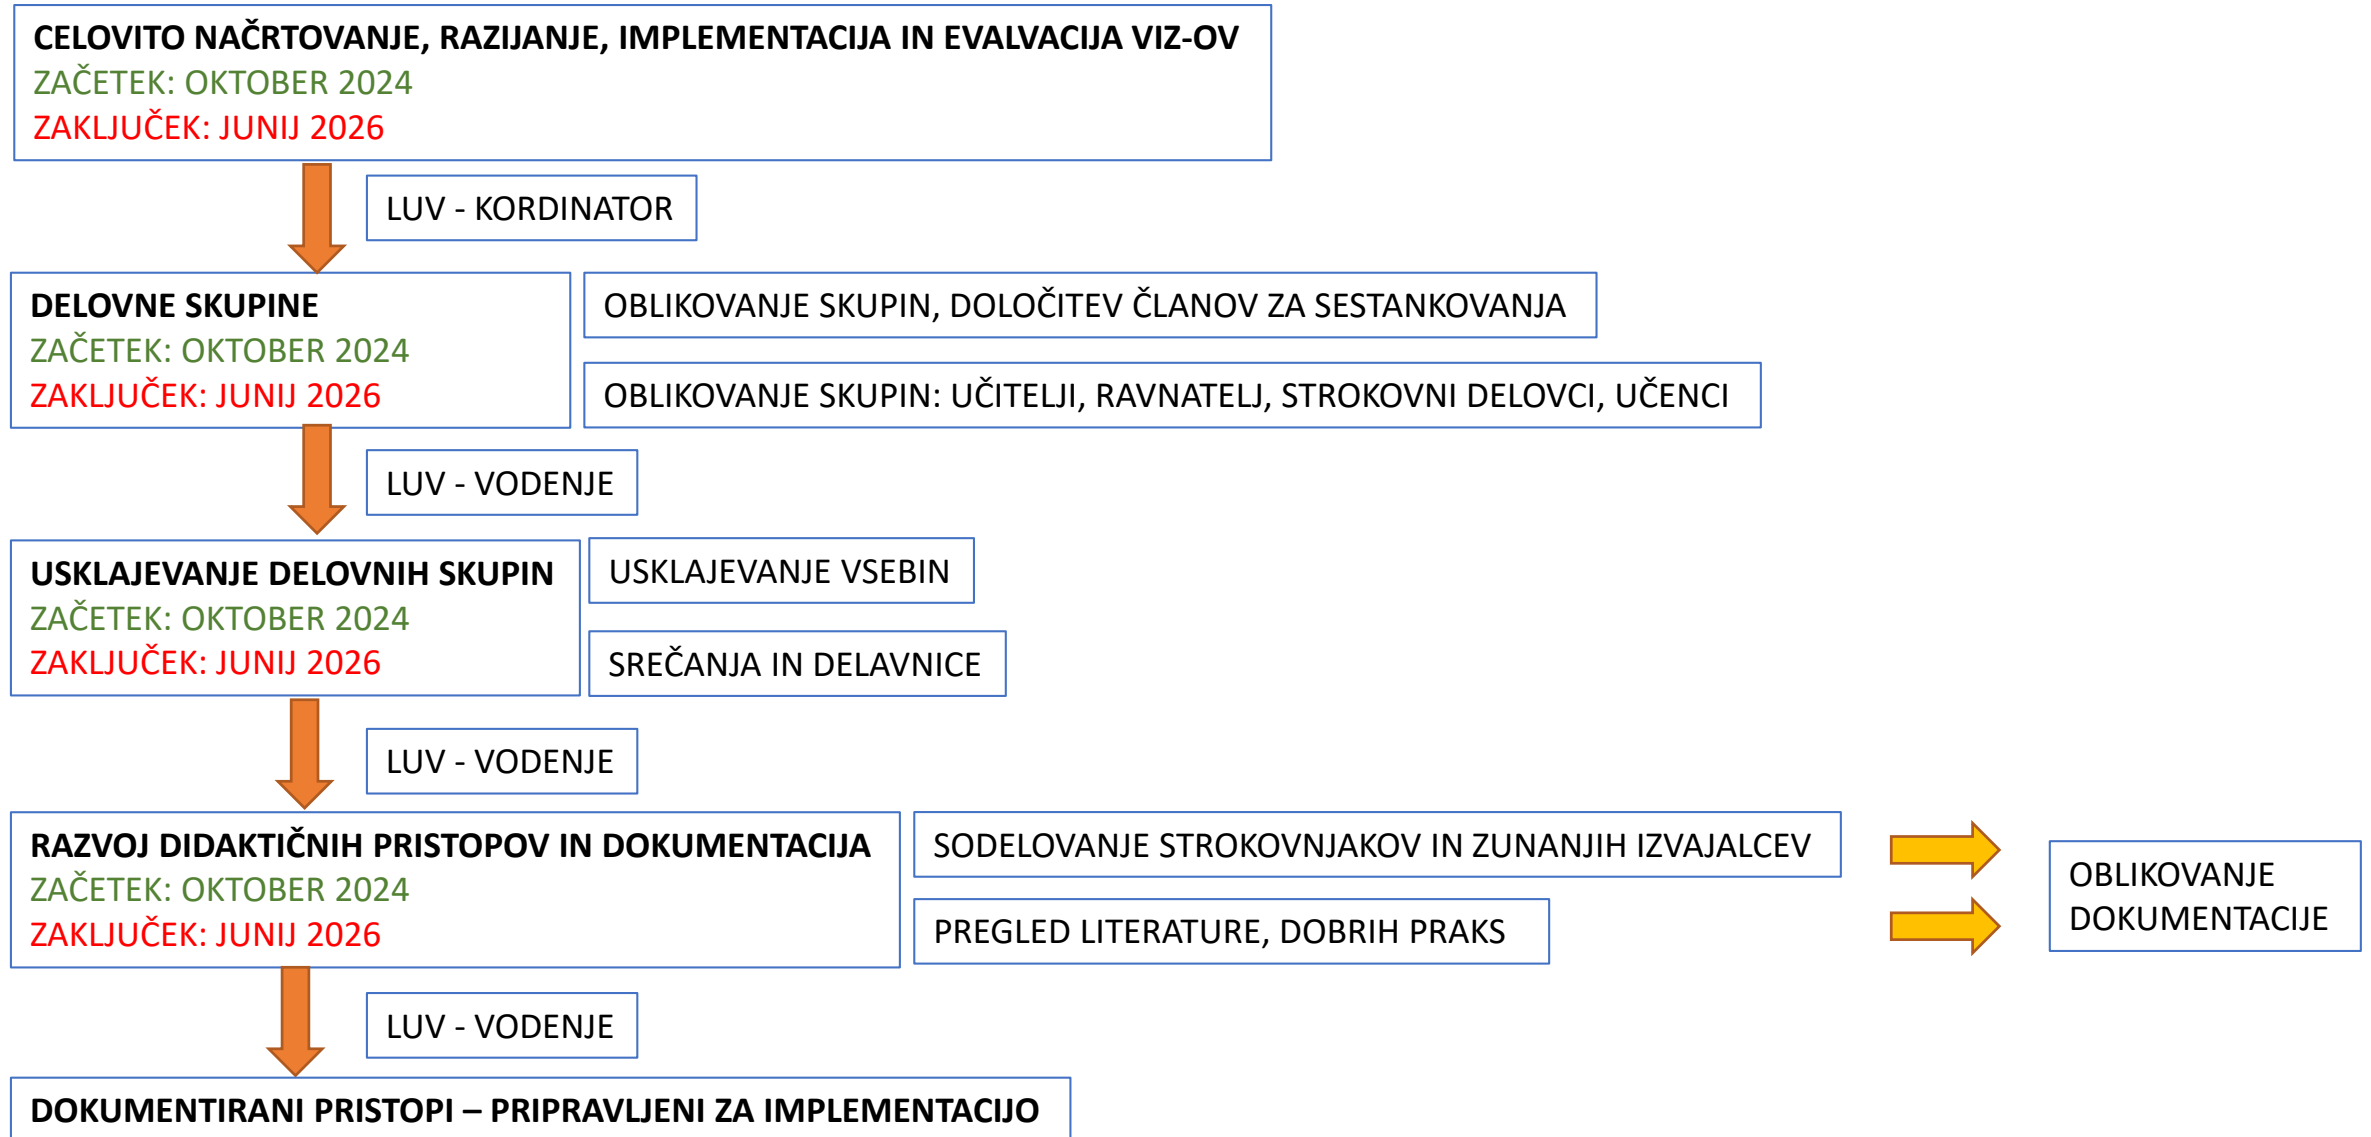 CELOVITO NAČRTOVANJE, RAZIJANJE, IMPLEMENTACIJA IN EVALVACIJA VIZ-OV
ZAČETEK: OKTOBER 2024
ZAKLJUČEK: JUNIJ 2026
LUV - KORDINATOR
DELOVNE SKUPINE
ZAČETEK: OKTOBER 2024
ZAKLJUČEK: JUNIJ 2026
OBLIKOVANJE SKUPIN, DOLOČITEV ČLANOV ZA SESTANKOVANJA
OBLIKOVANJE SKUPIN: UČITELJI, RAVNATELJ, STROKOVNI DELOVCI, UČENCI
LUV - VODENJE
USKLAJEVANJE DELOVNIH SKUPIN
ZAČETEK: OKTOBER 2024
ZAKLJUČEK: JUNIJ 2026
USKLAJEVANJE VSEBIN
SREČANJA IN DELAVNICE
LUV - VODENJE
RAZVOJ DIDAKTIČNIH PRISTOPOV IN DOKUMENTACIJA
ZAČETEK: OKTOBER 2024
ZAKLJUČEK: JUNIJ 2026
SODELOVANJE STROKOVNJAKOV IN ZUNANJIH IZVAJALCEV
PREGLED LITERATURE, DOBRIH PRAKS
OBLIKOVANJE
DOKUMENTACIJE
LUV - VODENJE
DOKUMENTIRANI PRISTOPI – PRIPRAVLJENI ZA IMPLEMENTACIJO